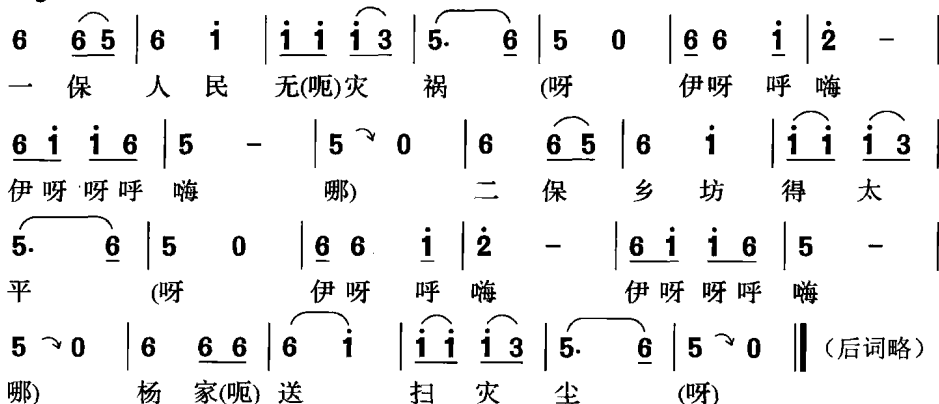 6 6 5 | 6 i̇ | i̇ i̇ i̇ 3 | 5. 6 | 5 0 | 6 6 i̇ | 2̇ – |
一 保 人 民 无(呃)灾 祸 (呀 伊呀 呼 嗨
6 i̇ i̇ 6 | 5 – | 5 0 | 6 6 5 | 6 i̇ | i̇ i̇ i̇ 3 |
伊 呀 呀 呼 嗨 哪) 二 保 乡 坊 得 太
5. 6 | 5 0 | 6 6 i̇ | 2̇ – | 6 i̇ i̇ 6 | 5 – |
平 (呀 伊 呀 呼 嗨 伊 呀 呀 呼 嗨
5 0 | 6 6 6 | 6 i̇ | i̇ i̇ i̇ 3 | 5. 6 | 5 0 ‖ (后词略)
哪) 杨 家(呃) 送 扫 灾 尘 (呀)